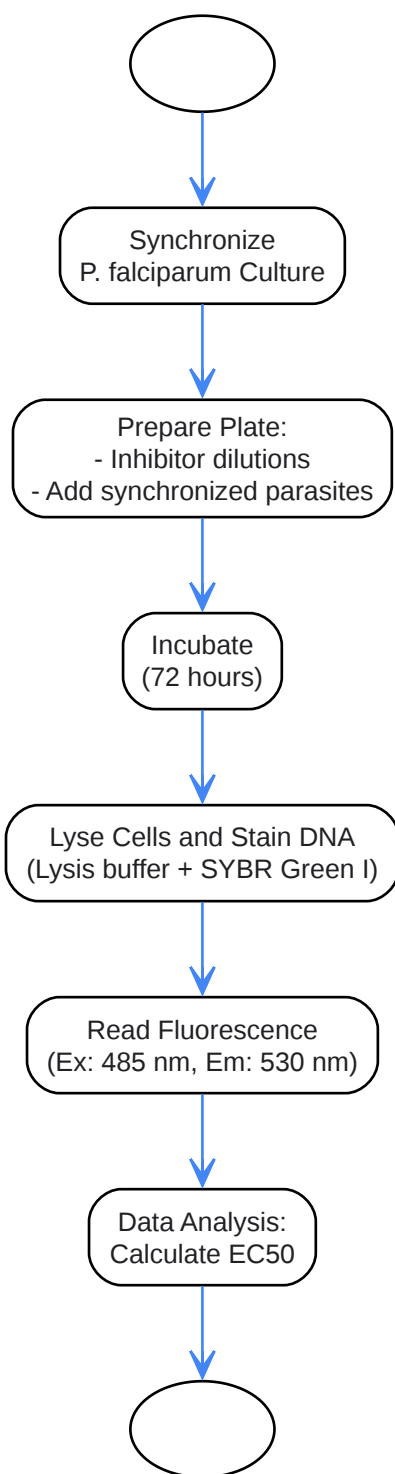 Synchronize
P. falciparum Culture
Prepare Plate:
- Inhibitor dilutions
- Add synchronized parasites
Incubate
(72 hours)
Lyse Cells and Stain DNA
(Lysis buffer + SYBR Green I)
Read Fluorescence
(Ex: 485 nm, Em: 530 nm)
Data Analysis:
Calculate EC50